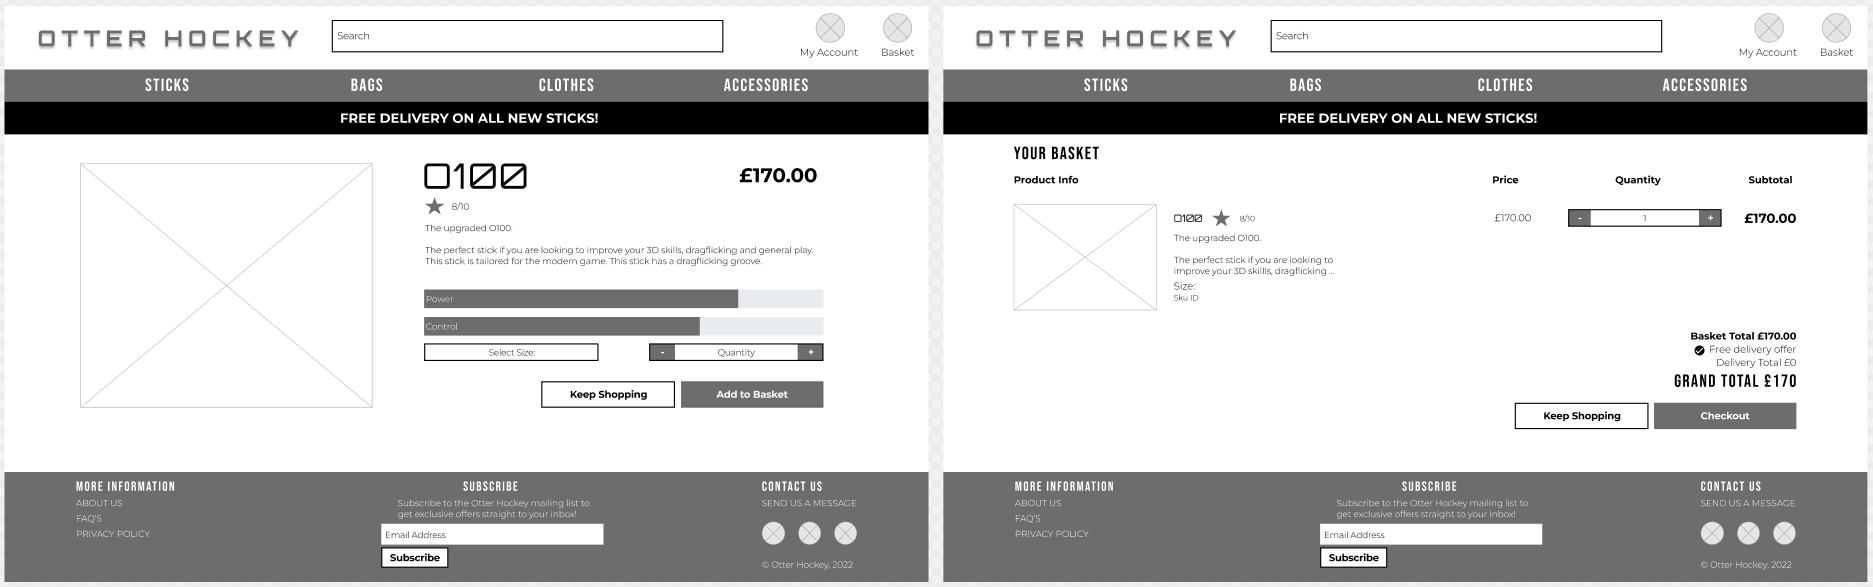 OTTER HOCKEY
Search
My Account
Basket
STICKS
BAGS
CLOTHES
ACCESSORIES
FREE DELIVERY ON ALL NEW STICKS!
O100
£170.00
8/10
The upgraded O100.
The perfect stick if you are looking to improve your 3D skills, dragflicking and general play.
This stick is tailored for the modern game. This stick has a dragflicking groove.
Power
Control
Select Size:
-
Quantity
+
Keep Shopping
Add to Basket
MORE INFORMATION
ABOUT US
FAQ'S
PRIVACY POLICY
SUBSCRIBE
Subscribe to the Otter Hockey mailing list to
get exclusive offers straight to your inbox!
Email Address
Subscribe
CONTACT US
SEND US A MESSAGE
© Otter Hockey, 2022
OTTER HOCKEY
Search
My Account
Basket
STICKS
BAGS
CLOTHES
ACCESSORIES
FREE DELIVERY ON ALL NEW STICKS!
YOUR BASKET
Product Info
Price
Quantity
Subtotal
O100
8/10
£170.00
-
1
+
£170.00
The upgraded O100.
The perfect stick if you are looking to
improve your 3D skillls, dragflicking ...
Size:
Sku ID
Basket Total £170.00
Free delivery offer
Delivery Total £0
GRAND TOTAL £170
Keep Shopping
Checkout
MORE INFORMATION
ABOUT US
FAQ'S
PRIVACY POLICY
SUBSCRIBE
Subscribe to the Otter Hockey mailing list to
get exclusive offers straight to your inbox!
Email Address
Subscribe
CONTACT US
SEND US A MESSAGE
© Otter Hockey, 2022